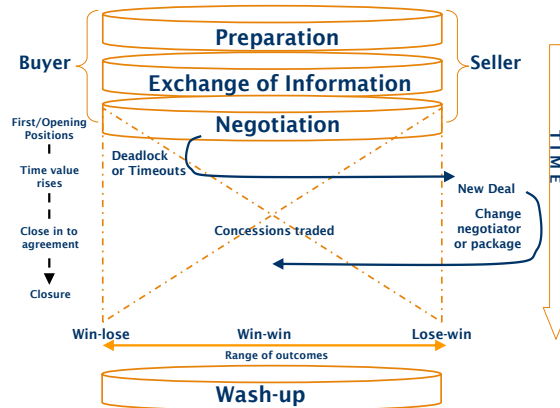 Preparation
Buyer
Seller
Exchange of Information
First/Opening
Positions
Negotiation
Deadlock
or Timeouts
TIME
Time value
rises
New Deal
Change
negotiator
or package
Close in to
agreement
Concessions traded
Closure
Win-lose
Win-win
Lose-win
Range of outcomes
Wash-up